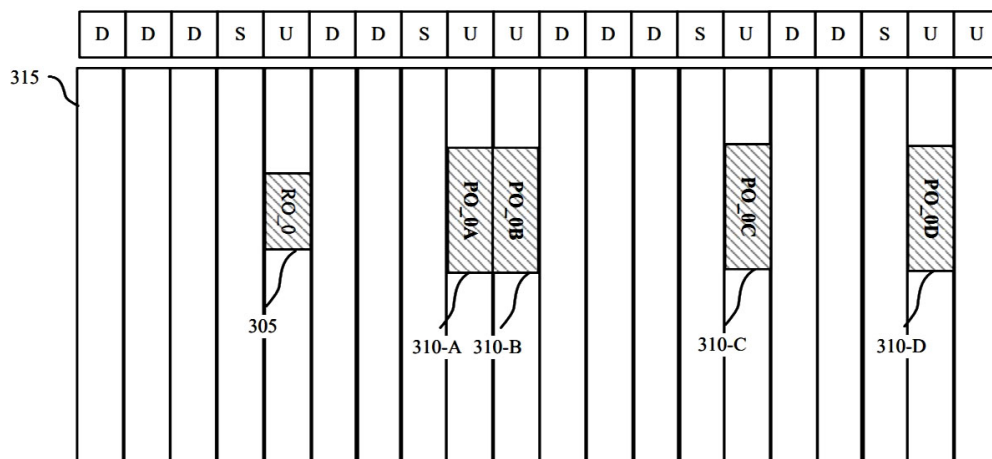 D D D S U D D S U U D D D S U D D S U U
315
RO_0
PO_0A
PO_0B
PO_0C
PO_0D
305
310-A
310-B
310-C
310-D